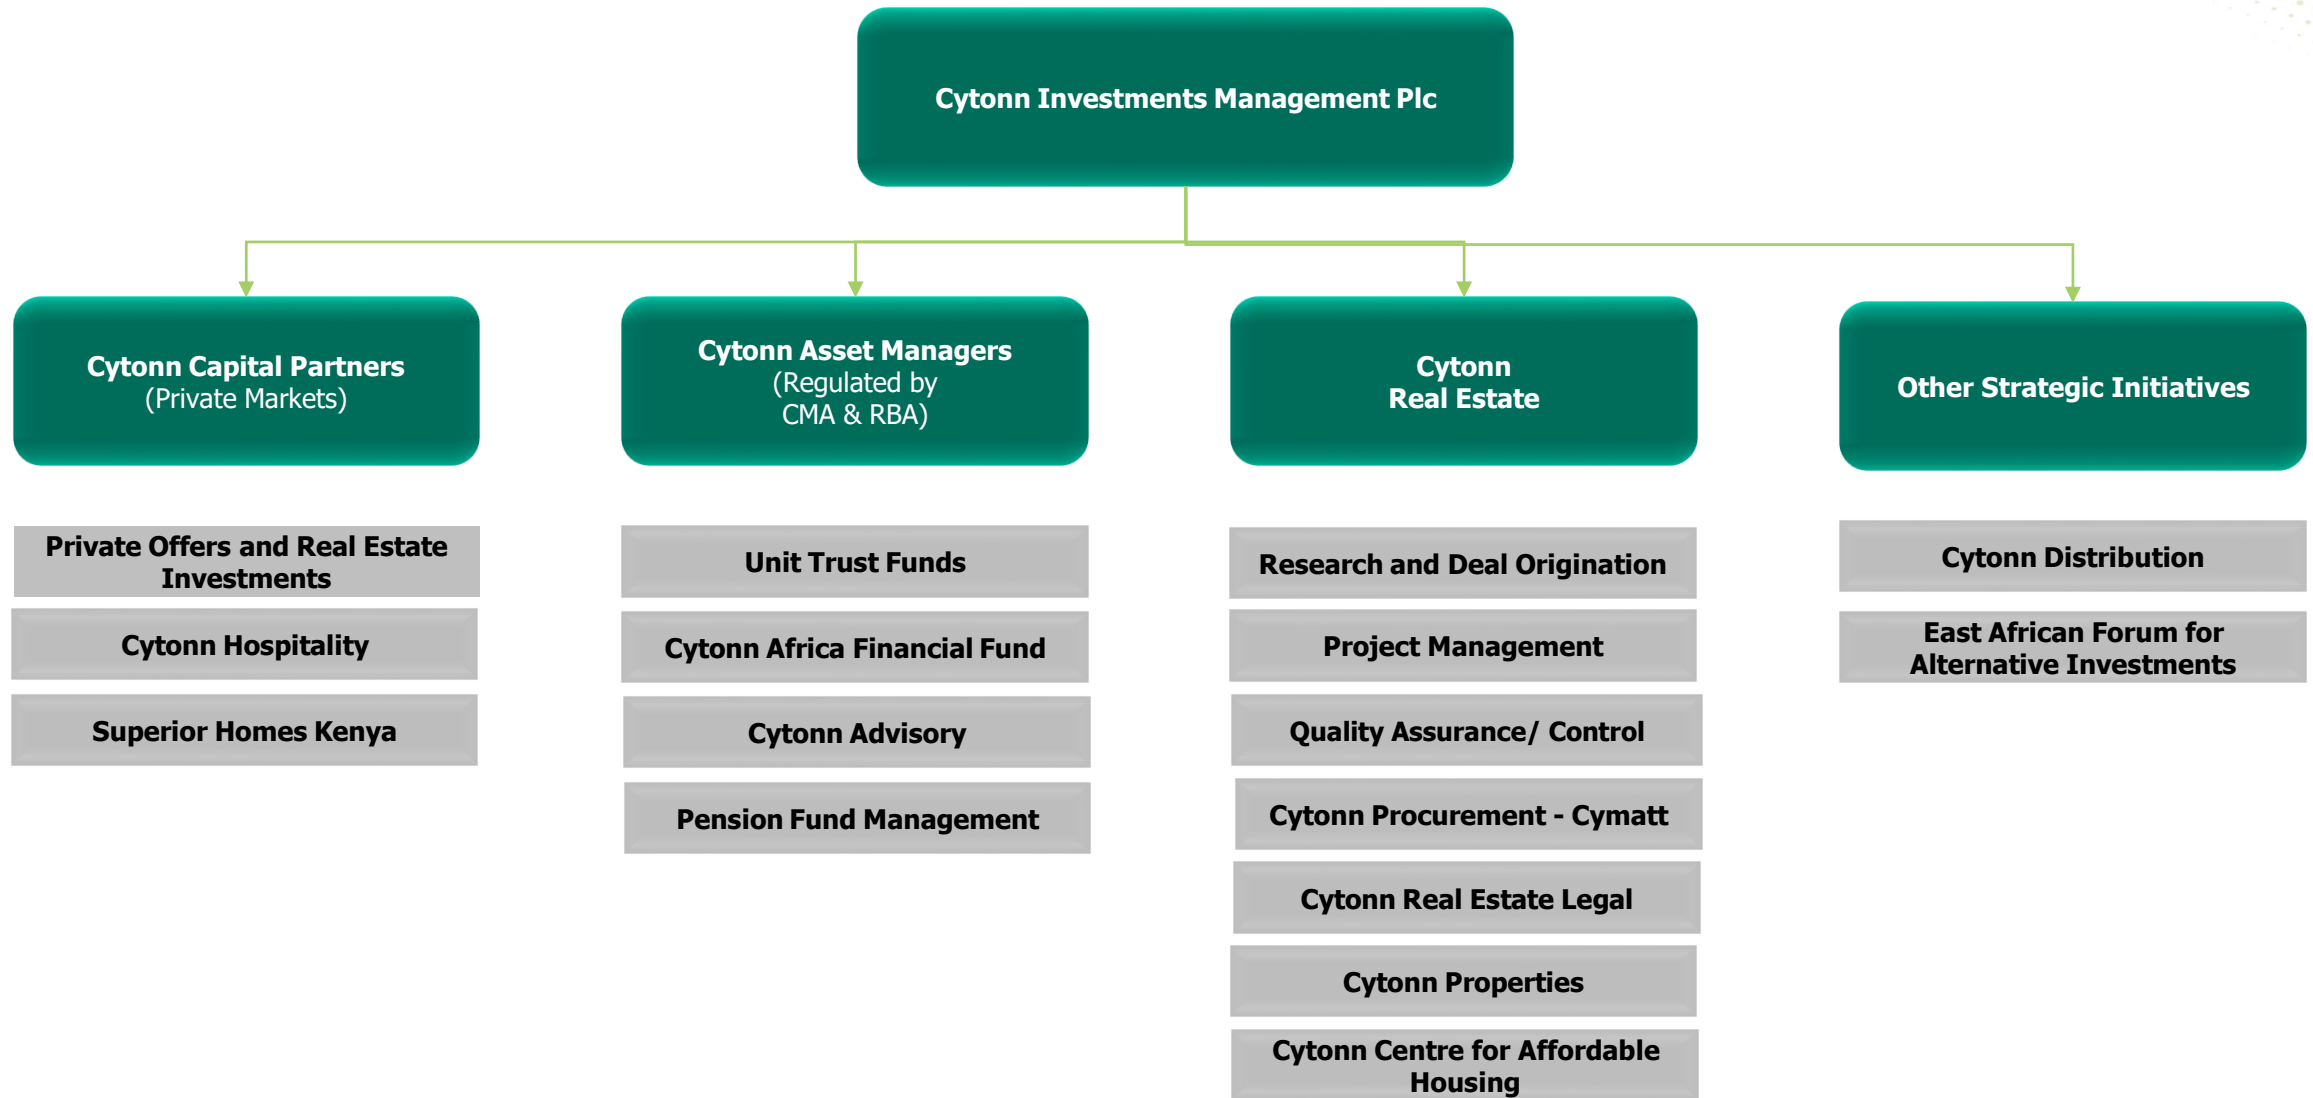 Cytonn Investments Management Plc
Cytonn Capital Partners
(Private Markets)
Cytonn Asset Managers
(Regulated by
CMA & RBA)
Cytonn
Real Estate
Other Strategic Initiatives
Private Offers and Real Estate
Investments
Cytonn Hospitality
Superior Homes Kenya
Unit Trust Funds
Cytonn Africa Financial Fund
Cytonn Advisory
Pension Fund Management
Research and Deal Origination
Project Management
Quality Assurance/ Control
Cytonn Procurement - Cymatt
Cytonn Real Estate Legal
Cytonn Properties
Cytonn Centre for Affordable
Housing
Cytonn Distribution
East African Forum for
Alternative Investments